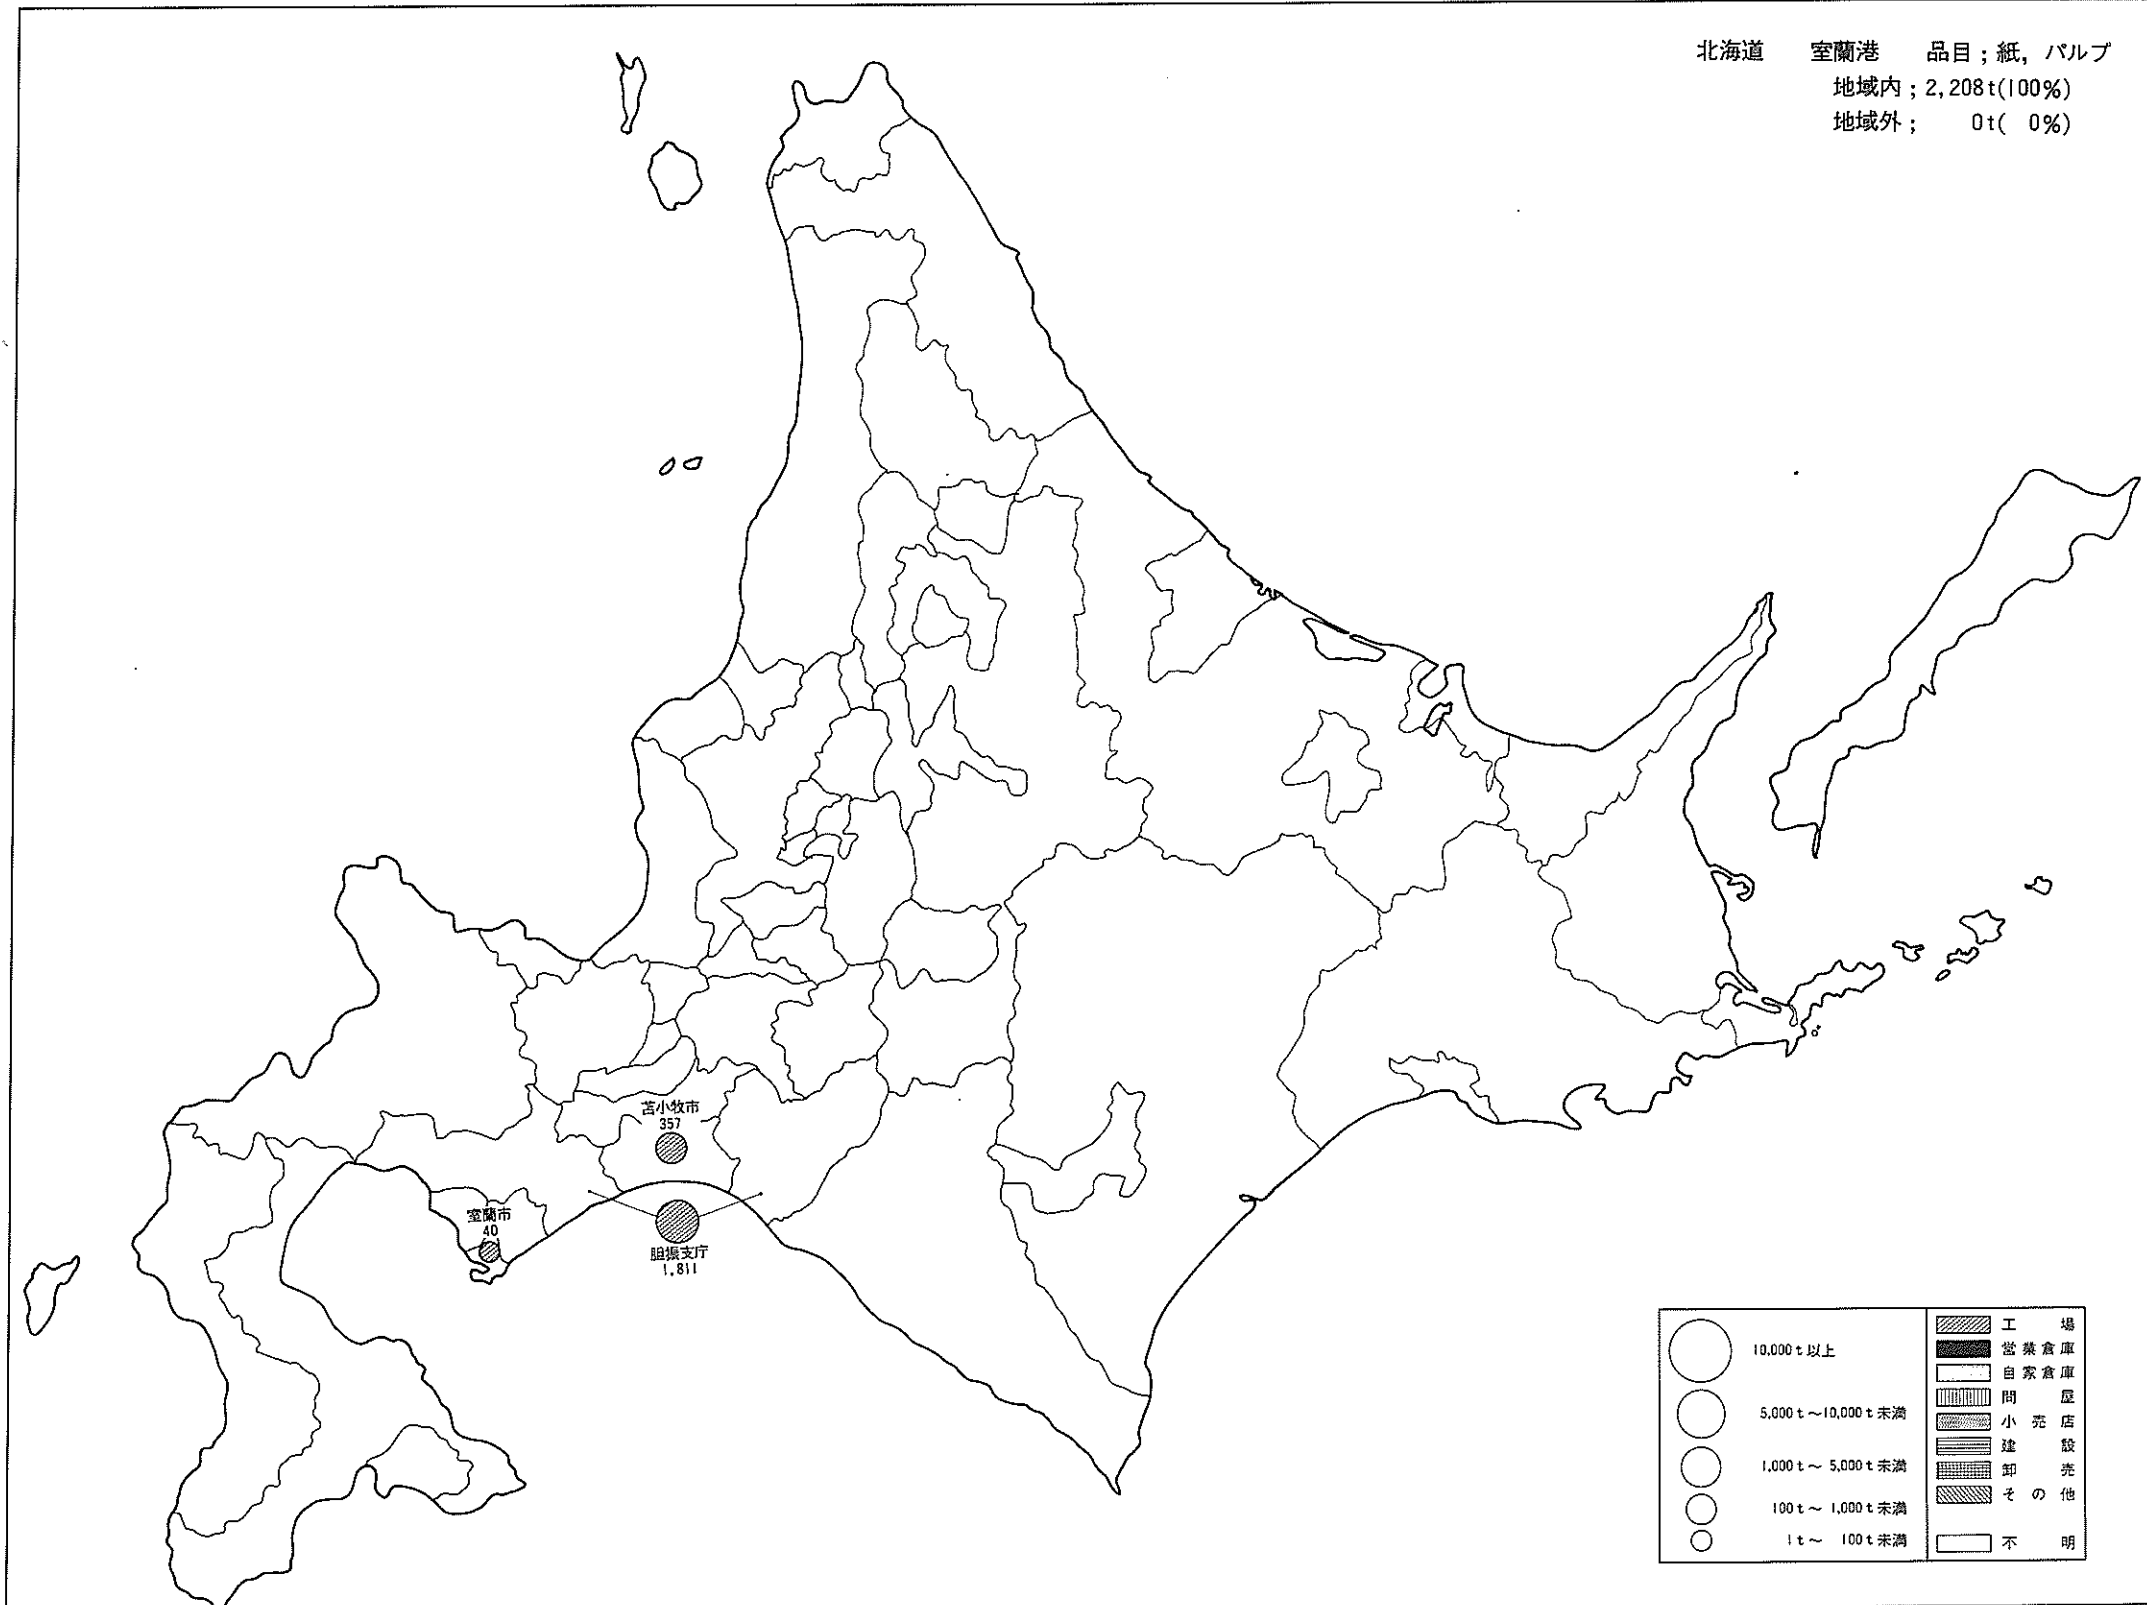 北海道　室蘭港　品目；紙，パルプ
地域内；2,208t(100%)
地域外；　0t(　0%)
苫小牧市
357
室蘭市
40
胆振支庁
1,811
10,000t以上
5,000t～10,000t未満
1,000t～5,000t未満
100t～1,000t未満
1t～100t未満
工場
営業倉庫
自家倉庫
問屋
小売店
建設
卸売
その他
不明